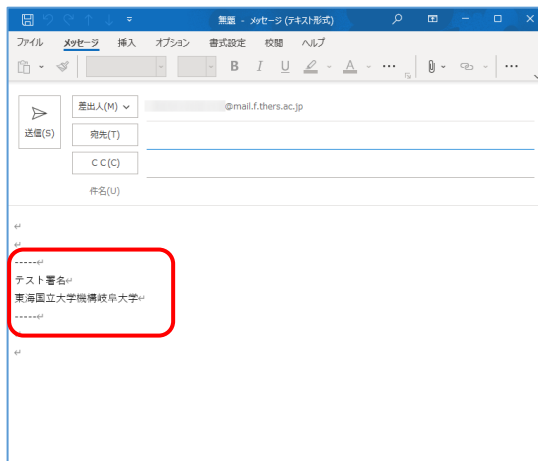 無題 - メッセージ (テキスト形式)
ファイル メッセージ 挿入 オプション 書式設定 校閲 ヘルプ
B I U A
送信(S)
差出人(M) @mail.f.thers.ac.jp
宛先(T)
C C(C)
件名(U)
-----
テスト署名
東海国立大学機構岐阜大学
-----